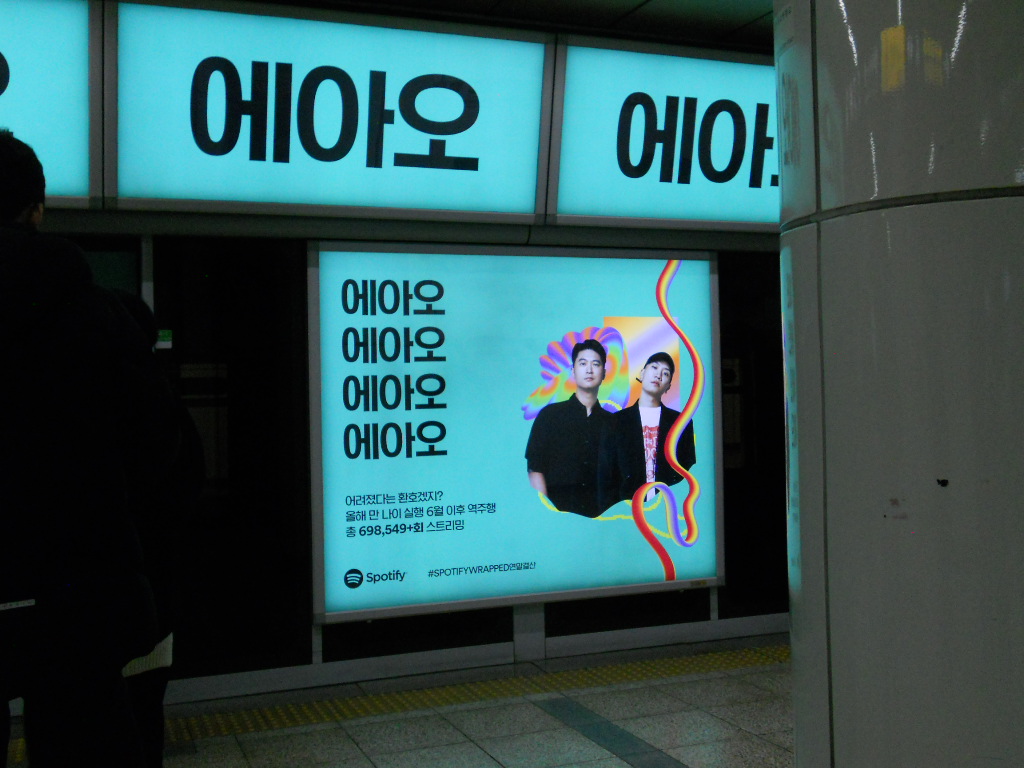 에아오
에아
에아오
에아오
에아오
에아오
어려졌다는 환호겠지?
올해 만 나이 실행 6월 이후 역주행
총 698,549+회 스트리밍
Spotify
#SPOTIFYWRAPPED연말결산